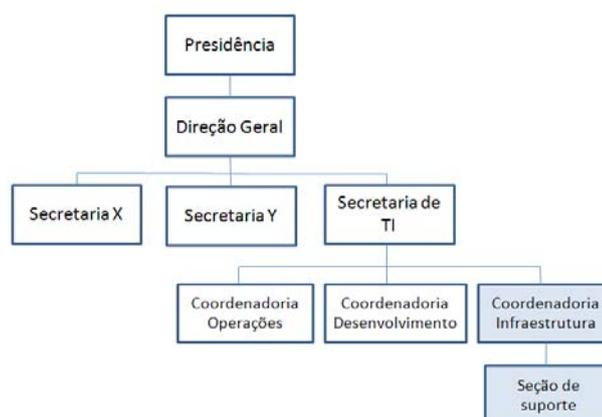 Presidência
Direção Geral
Secretaria X
Secretaria Y
Secretaria de
TI
Coordenadoria
Operações
Coordenadoria
Desenvolvimento
Coordenadoria
Infraestrutura
Seção de
suporte